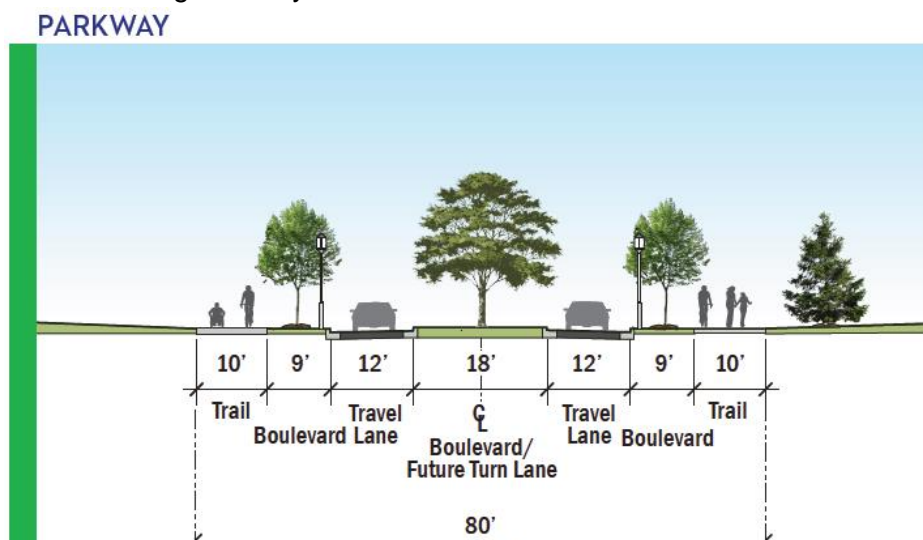 PARKWAY
10' 9' 12' 18' 12' 9' 10'
Trail
Boulevard
Travel
Lane
CL
Boulevard/
Future Turn Lane
Travel
Lane
Boulevard
Trail
80'